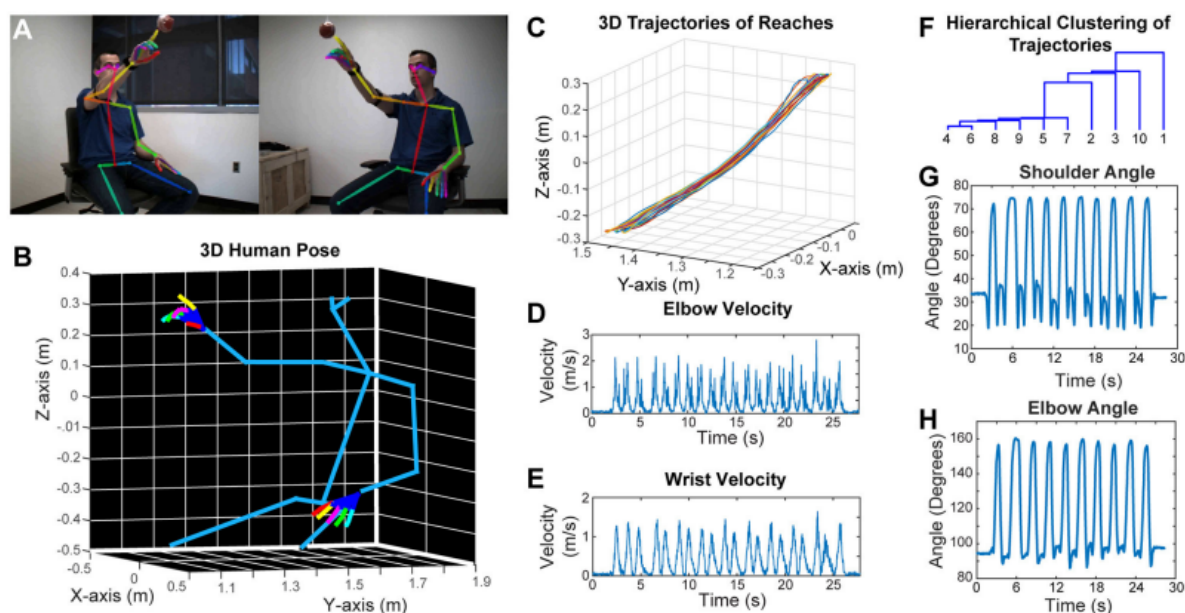 A
B
3D Human Pose
0.4
0.3
0.2
0.1
0
-.01
-0.2
-0.3
-0.4
-0.5
Z-axis (m)
-0.5
0
0.5
X-axis (m)
1.1
1.3
1.5
1.7
1.9
Y-axis (m)
C
3D Trajectories of Reaches
0.3
0.2
0.1
0
-0.1
-0.2
-0.3
Z-axis (m)
1.5
1.4
1.3
1.2
Y-axis (m)
-0.3
-0.2
-0.1
0
X-axis (m)
D
Elbow Velocity
Velocity
(m/s)
3
2
1
0
0 5 10 15 20 25
Time (s)
E
Wrist Velocity
Velocity
(m/s)
2
1
0
0 5 10 15 20 25
Time (s)
F
Hierarchical Clustering of
Trajectories
4 6 8 9 5 7 2 3 10 1
G
Shoulder Angle
Angle (Degrees)
80
70
60
50
40
30
20
10
0 6 12 18 24 30
Time (s)
H
Elbow Angle
Angle (Degrees)
160
140
120
100
80
0 6 12 18 24 30
Time (s)